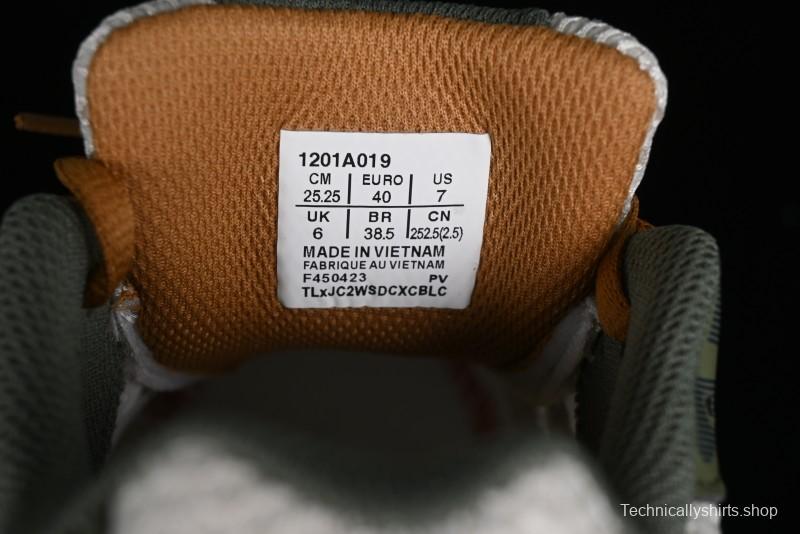 1201A019
CM EURO US
25.25 40 7
UK BR CN
6 38.5 252.5(2.5)
MADE IN VIETNAM
FABRIQUE AU VIETNAM
F450423 PV
TLxJC2WSDCXCBLC
Technicallyshirts.shop